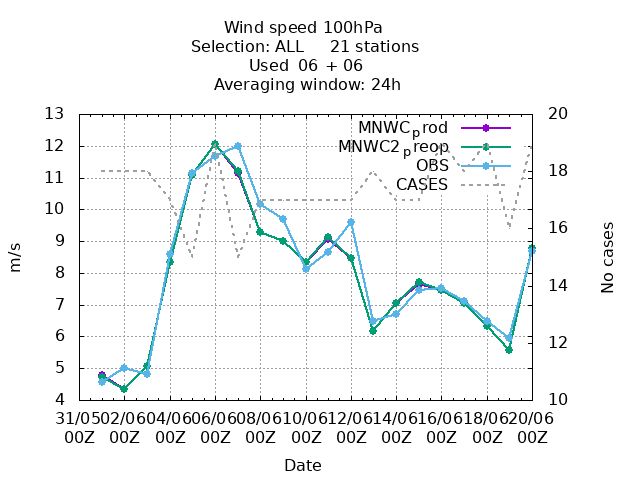 Wind speed 100hPa
Selection: ALL 21 stations
Used 06 + 06
Averaging window: 24h
13 20
MNWCprod
12
MNWC2preop
OBS
11 18
CASES
10
9 16
m/s
No cases
8
14
7
6 12
5
4 10
31/05 02/06 04/06 06/06 08/06 10/06 12/06 14/06 16/06 18/06 20/06
00Z 00Z 00Z 00Z 00Z 00Z 00Z 00Z 00Z 00Z 00Z
Date